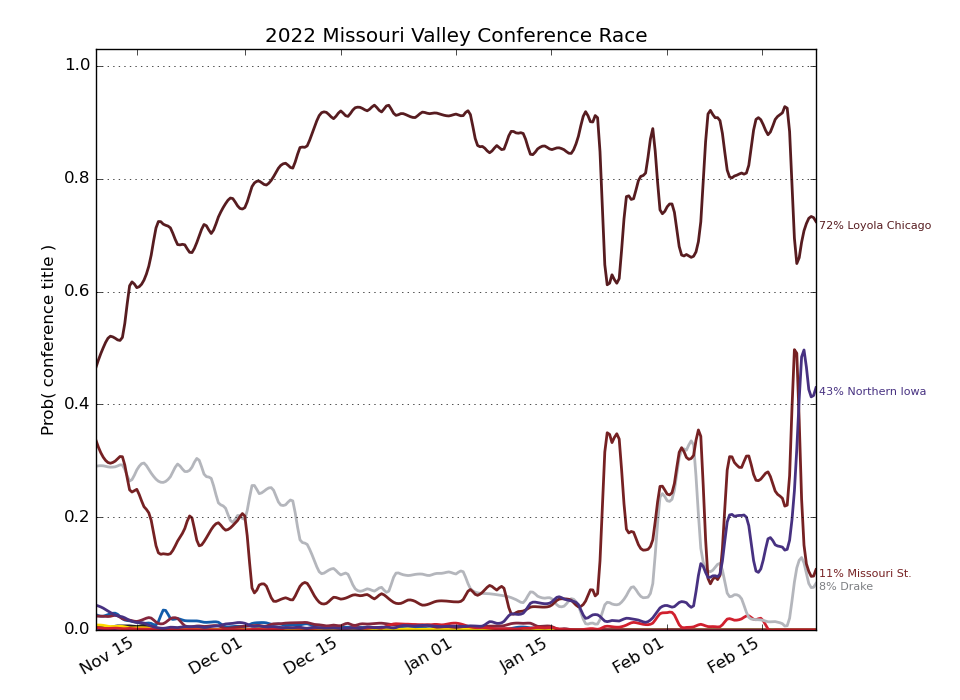 2022 Missouri Valley Conference Race
Prob( conference title )
1.0
0.8
0.6
0.4
0.2
0.0
72% Loyola Chicago
43% Northern Iowa
11% Missouri St.
8% Drake
Nov 15
Dec 01
Dec 15
Jan 01
Jan 15
Feb 01
Feb 15